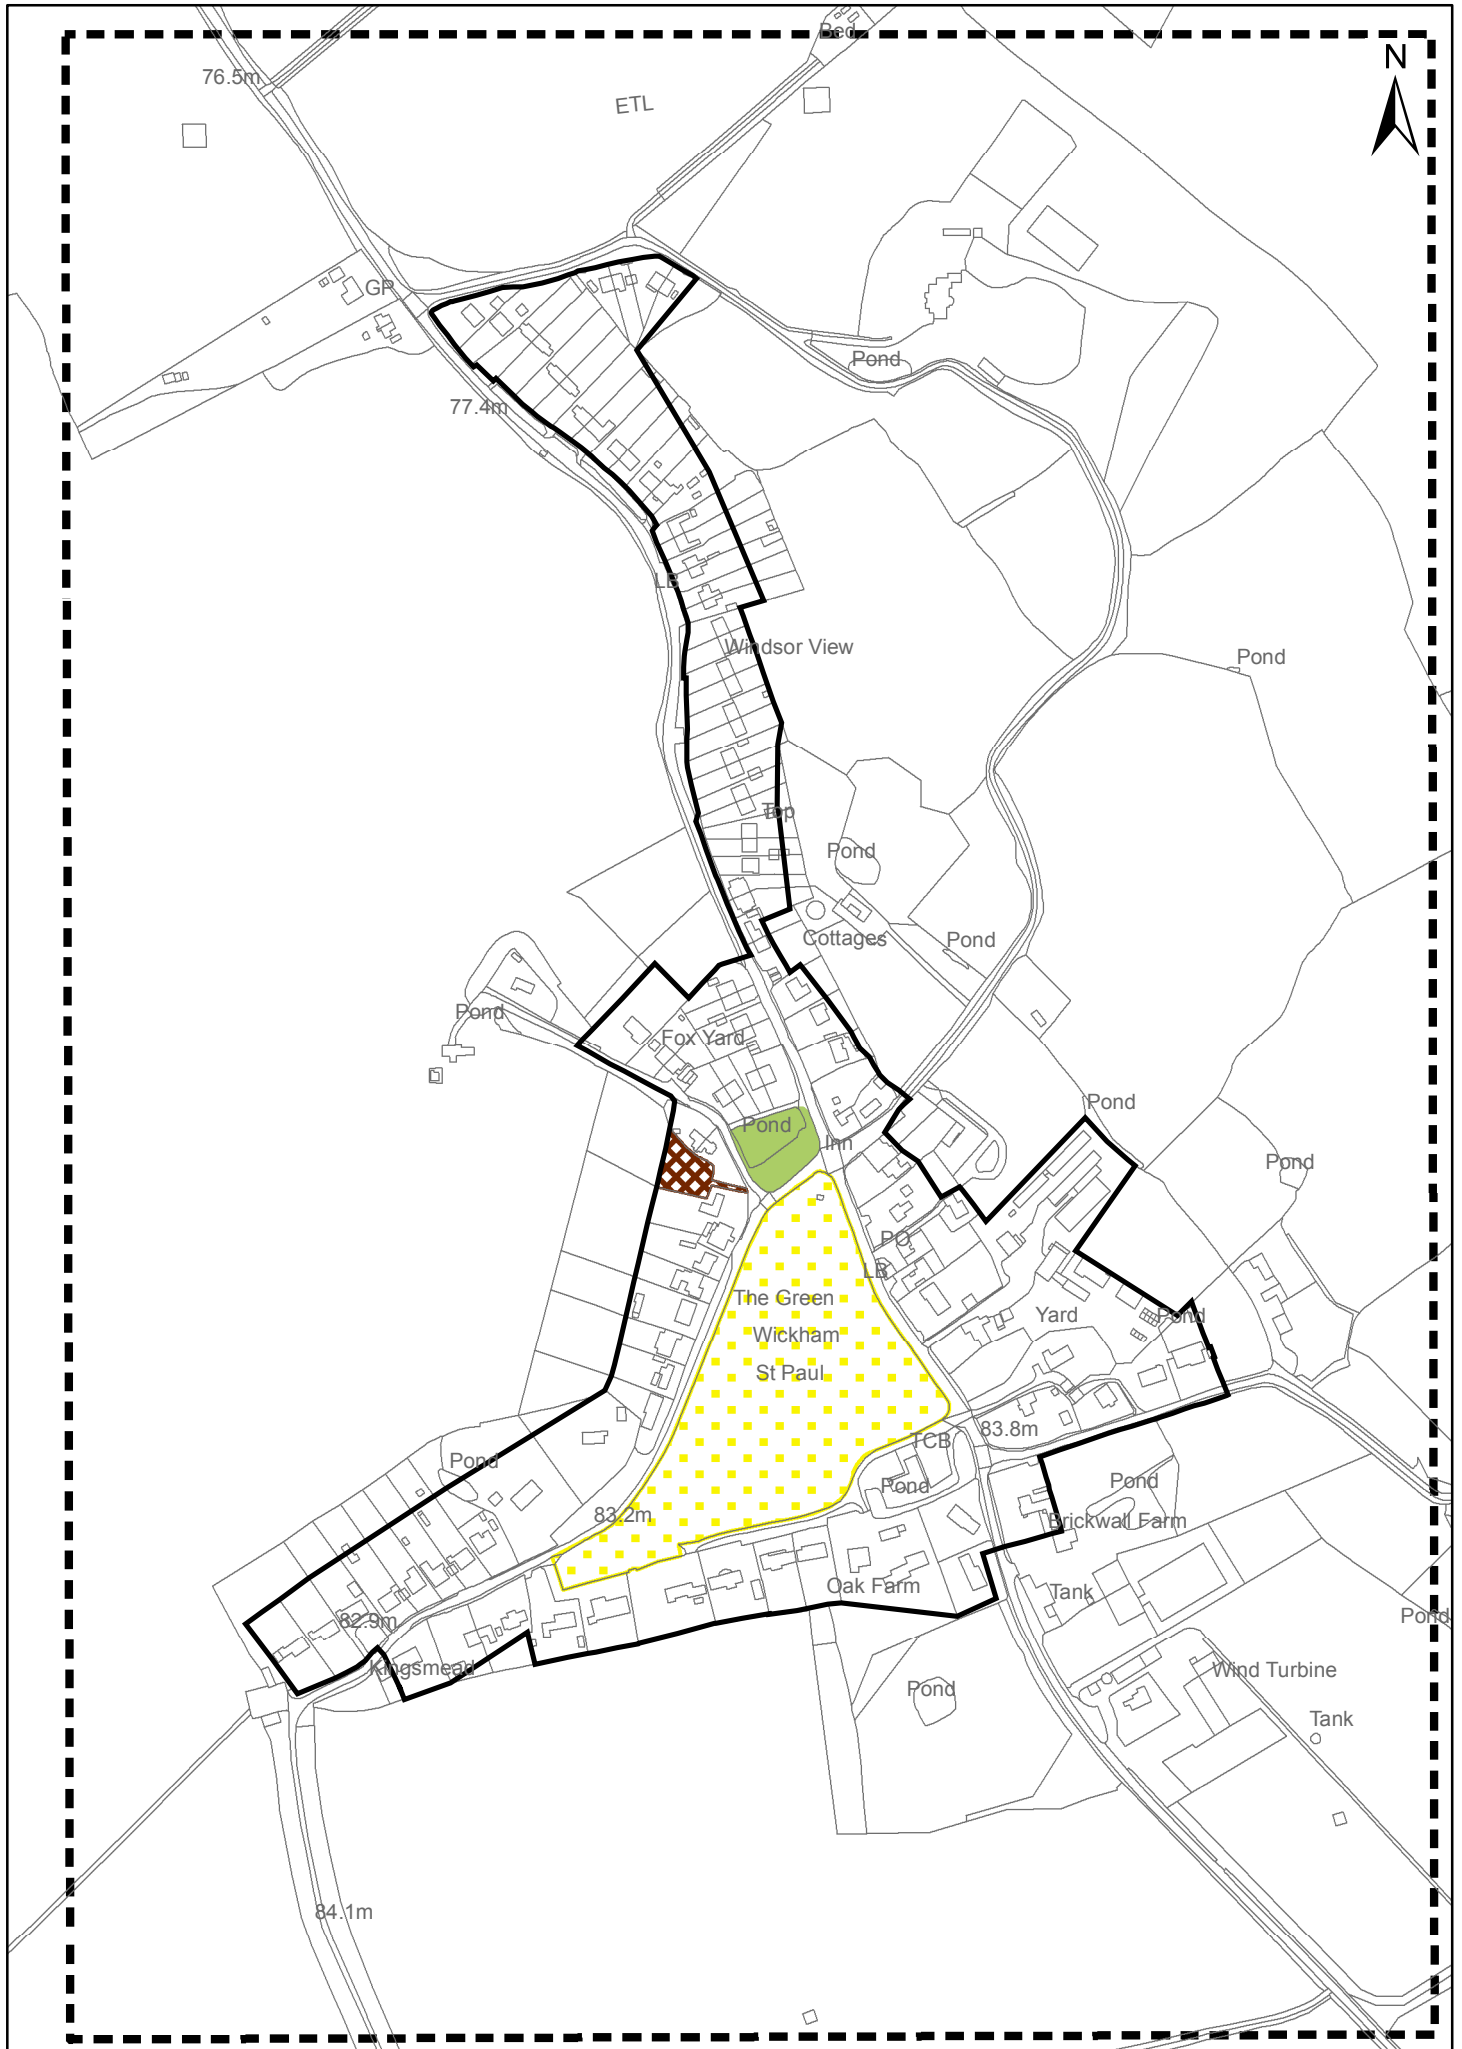 Bed
N
76.5m
ETL
GP
Pond
77.4m
LB
Windsor View
Pond
Top
Pond
Cottages
Pond
Pond
Fox Yard
Pond
Pond
Inn
Pond
PO
LB
The Green
Wickham
St Paul
Yard
Pond
83.8m
TCB
Pond
Pond
Pond
83.2m
Brickwall Farm
Oak Farm
Tank
Pond
82.9m
Kingsmead
Wind Turbine
Pond
Tank
84.1m